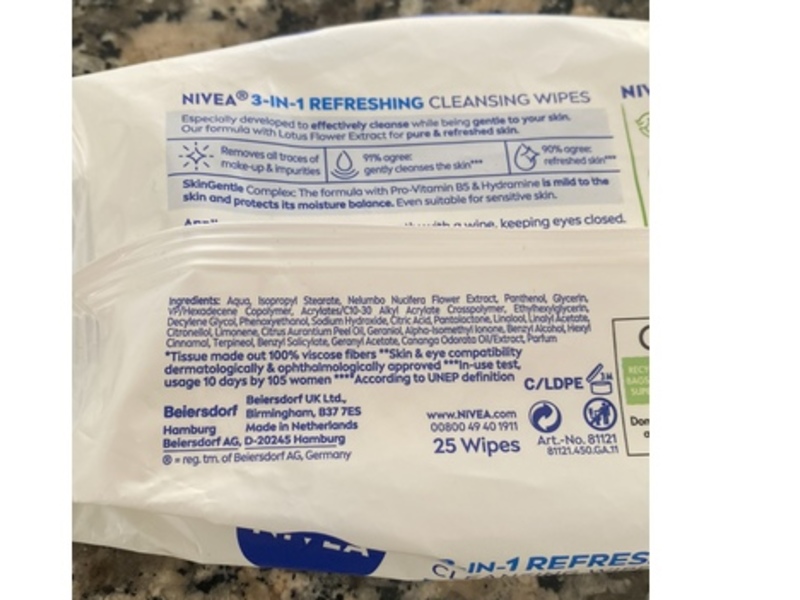 NIVEA® 3-IN-1 REFRESHING CLEANSING WIPES
Especially developed to effectively cleanse while being gentle to your skin.
Our formula with Lotus Flower Extract for pure & refreshed skin.
Removes all traces of
make-up & impurities
91% agree:
gently cleanses the skin***
90% agree:
refreshed skin***
SkinGentle Complex: The formula with Pro-Vitamin B5 & Hydramine is mild to the
skin and protects its moisture balance. Even suitable for sensitive skin.
with a wipe, keeping eyes closed.
NIV
Ingredients: Aqua, Isopropyl Stearate, Nelumbo Nucifera Flower Extract, Panthenol, Glycerin,
VP/Hexadecene Copolymer, Acrylates/C10-30 Alkyl Acrylate Crosspolymer, Ethylhexylglycerin,
Decylene Glycol, Phenoxyethanol, Sodium Hydroxide, Citric Acid, Pantolactone, Linalool, Linalyl Acetate,
Citronellol, Limonene, Citrus Aurantium Peel Oil, Geraniol, Alpha-Isomethyl Ionone, Benzyl Alcohol, Hexyl
Cinnamal, Terpineol, Benzyl Salicylate, Geranyl Acetate, Cananga Odorata Oil/Extract, Parfum
*Tissue made out 100% viscose fibers **Skin & eye compatibility
dermatologically & ophthalmologically approved ***In-use test,
usage 10 days by 105 women ****According to UNEP definition
C/LDPE
3M
Beiersdorf
Hamburg
Beiersdorf AG,
Beiersdorf UK Ltd.,
Birmingham, B37 7ES
Made in Netherlands
D-20245 Hamburg
® = reg. tm. of Beiersdorf AG, Germany
www.NIVEA.com
00800 49 40 1911
25 Wipes
Art.-No. 81121
81121.450.GA.11
RECY
BAGS
SUP
Don
NIVEA
3-IN-1 REFRES